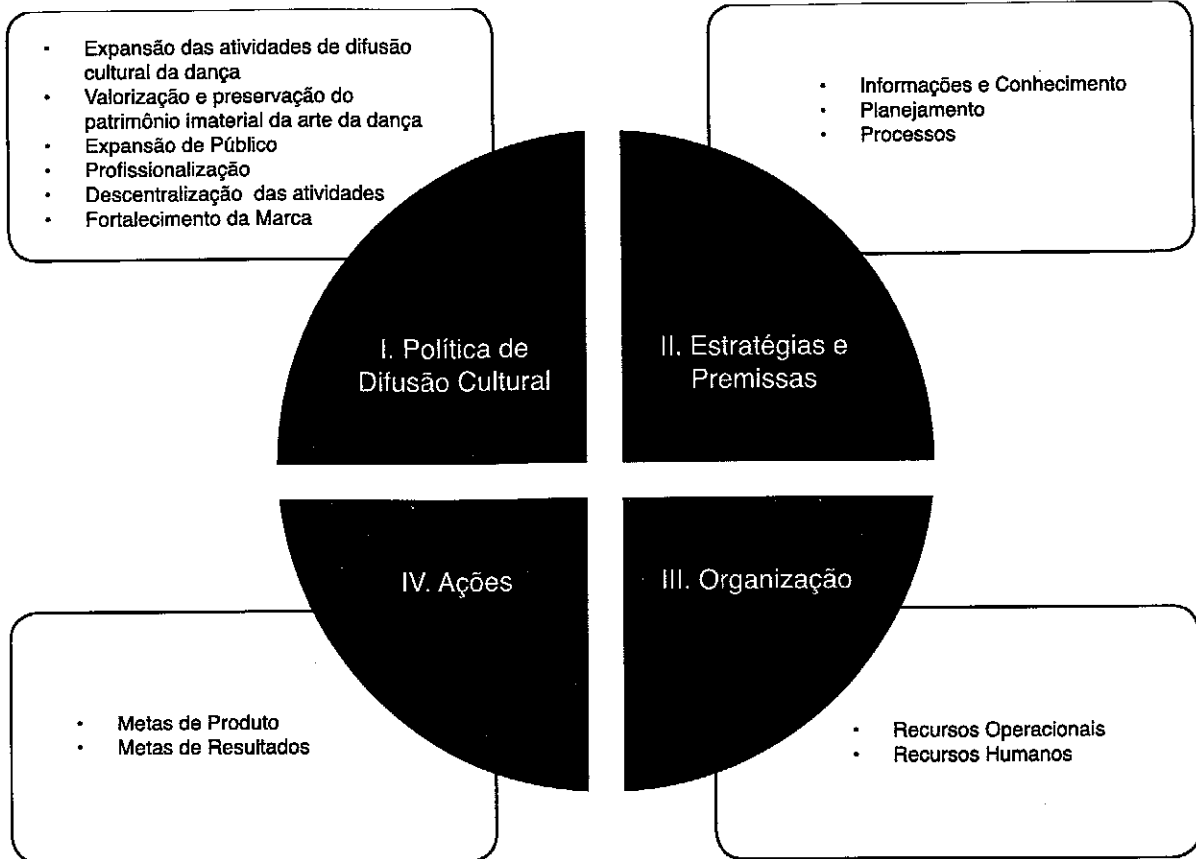 · Expansão das atividades de difusão
cultural da dança
· Valorização e preservação do
patrimônio imaterial da arte da dança
· Expansão de Público
· Profissionalização
· Descentralização das atividades
· Fortalecimento da Marca
· Informações e Conhecimento
· Planejamento
· Processos
I. Política de
Difusão Cultural
II. Estratégias e
Premissas
IV. Ações
III. Organização
· Metas de Produto
· Metas de Resultados
· Recursos Operacionais
· Recursos Humanos